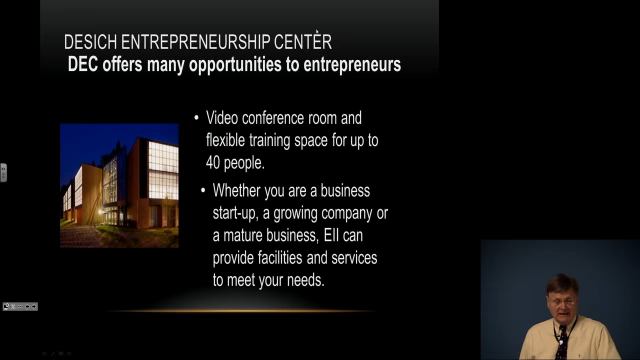 DESICH ENTREPRENEURSHIP CENTÈR
DEC offers many opportunities to entrepreneurs
• Video conference room and
flexible training space for up to
40 people.
• Whether you are a business
start-up, a growing company or
a mature business, EII can
provide facilities and services
to meet your needs.